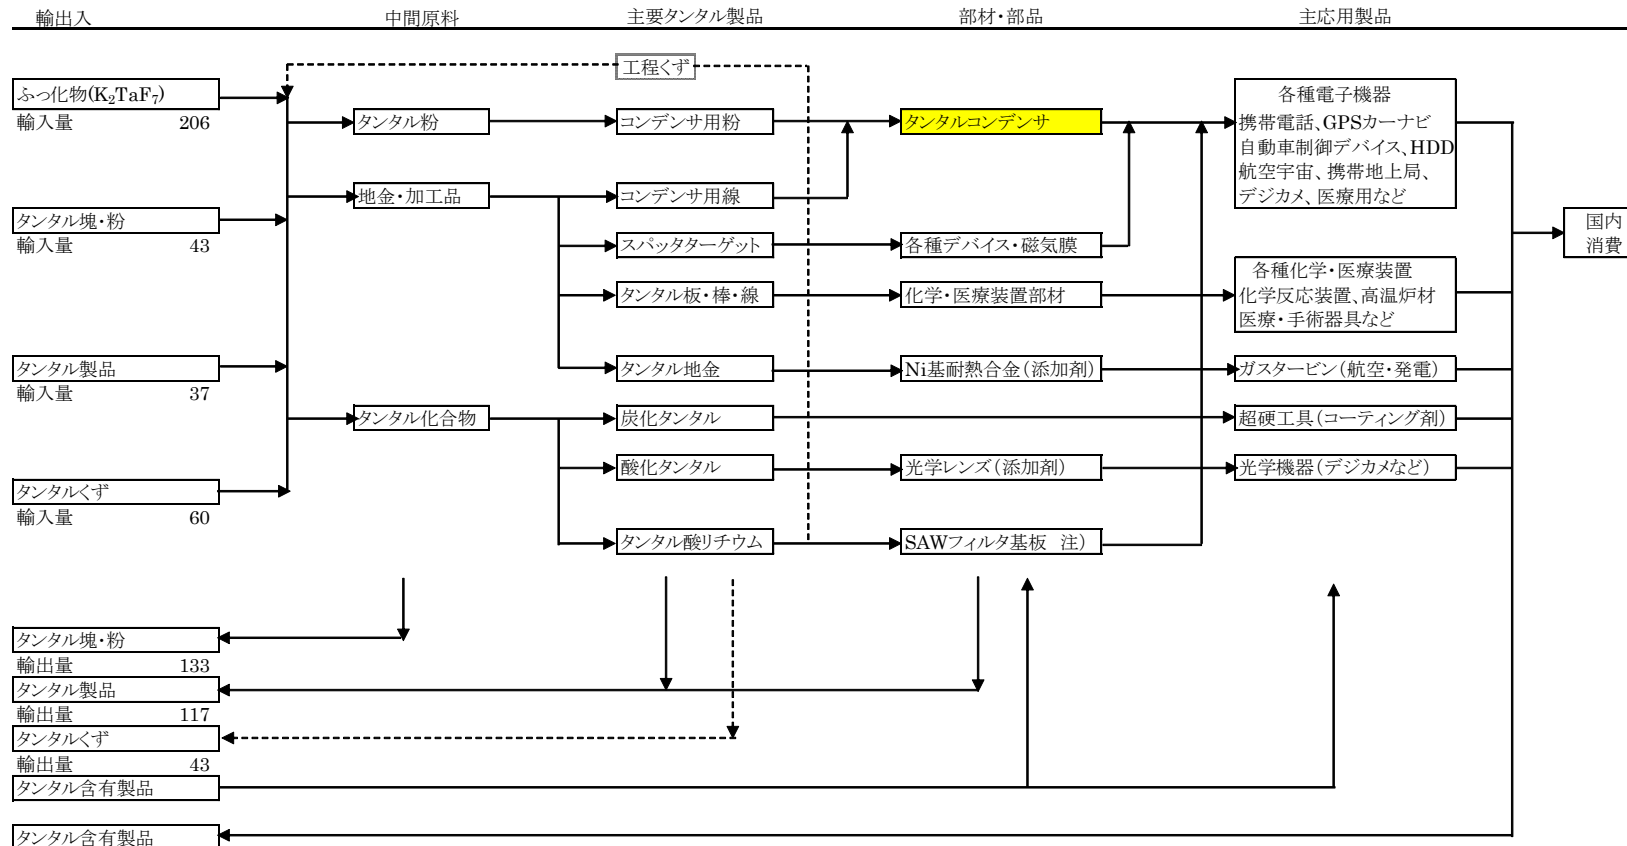 輸出入 中間原料 主要タンタル製品 部材・部品 主応用製品
工程くず
ふっ化物(K₂TaF₇)
輸入量 206
タンタル粉 コンデンサ用粉 タンタルコンデンサ
各種電子機器
携帯電話、GPSカーナビ
自動車制御デバイス、HDD
航空宇宙、携帯地上局、
デジカメ、医療用など
地金・加工品 コンデンサ用線
タンタル塊・粉
輸入量 43
国内
消費
スパッタターゲット 各種デバイス・磁気膜
タンタル板・棒・線 化学・医療装置部材
各種化学・医療装置
化学反応装置、高温炉材
医療・手術器具など
タンタル製品
輸入量 37
タンタル地金 Ni基耐熱合金(添加剤) ガスタービン(航空・発電)
タンタル化合物 炭化タンタル 超硬工具(コーティング剤)
酸化タンタル 光学レンズ(添加剤) 光学機器(デジカメなど)
タンタルくず
輸入量 60
タンタル酸リチウム SAWフィルタ基板 注)
タンタル塊・粉
輸出量 133
タンタル製品
輸出量 117
タンタルくず
輸出量 43
タンタル含有製品
タンタル含有製品